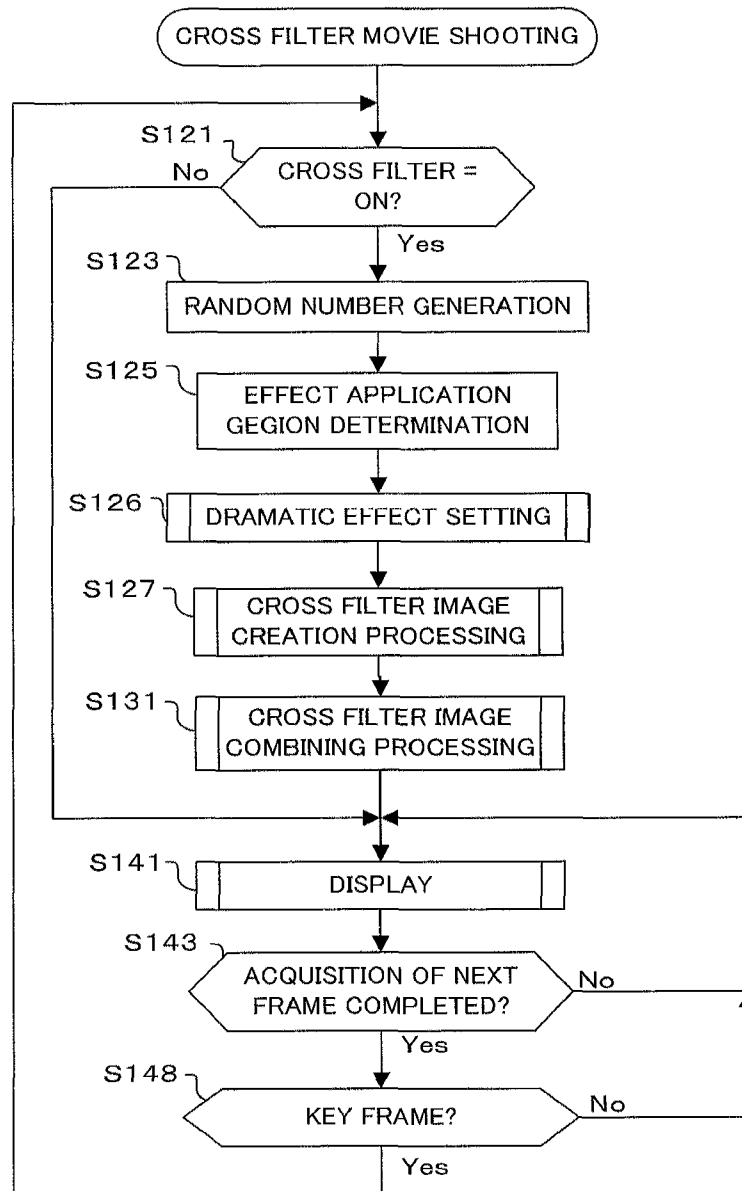 CROSS FILTER MOVIE SHOOTING
S121
No
CROSS FILTER =
ON?
Yes
S123
RANDOM NUMBER GENERATION
S125
EFFECT APPLICATION
GEGION DETERMINATION
S126
DRAMATIC EFFECT SETTING
S127
CROSS FILTER IMAGE
CREATION PROCESSING
S131
CROSS FILTER IMAGE
COMBINING PROCESSING
S141
DISPLAY
S143
ACQUISITION OF NEXT
FRAME COMPLETED?
No
Yes
S148
KEY FRAME?
No
Yes